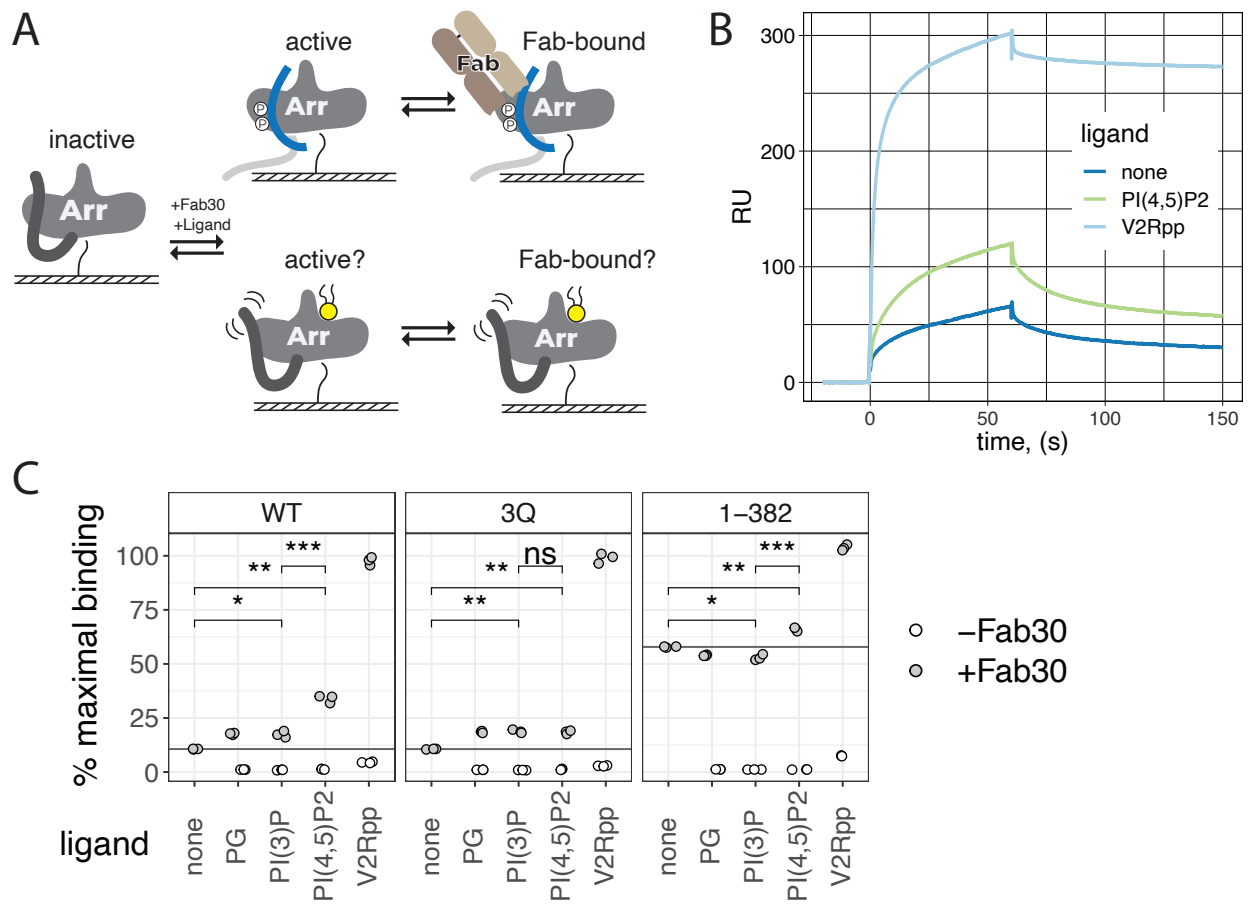 A
inactive
Arr
+Fab30
+Ligand
active
Arr
P
P
Fab-bound
Fab
Arr
P
P
active?
Arr
Fab-bound?
Arr
B
RU
300
200
100
0
0
50
100
150
time, (s)
ligand
none
PI(4,5)P2
V2Rpp
C
WT
3Q
1–382
% maximal binding
100
75
50
25
0
***
**
*
ns
**
**
***
**
*
–Fab30
+Fab30
ligand
none
PG
PI(3)P
PI(4,5)P2
V2Rpp
none
PG
PI(3)P
PI(4,5)P2
V2Rpp
none
PG
PI(3)P
PI(4,5)P2
V2Rpp